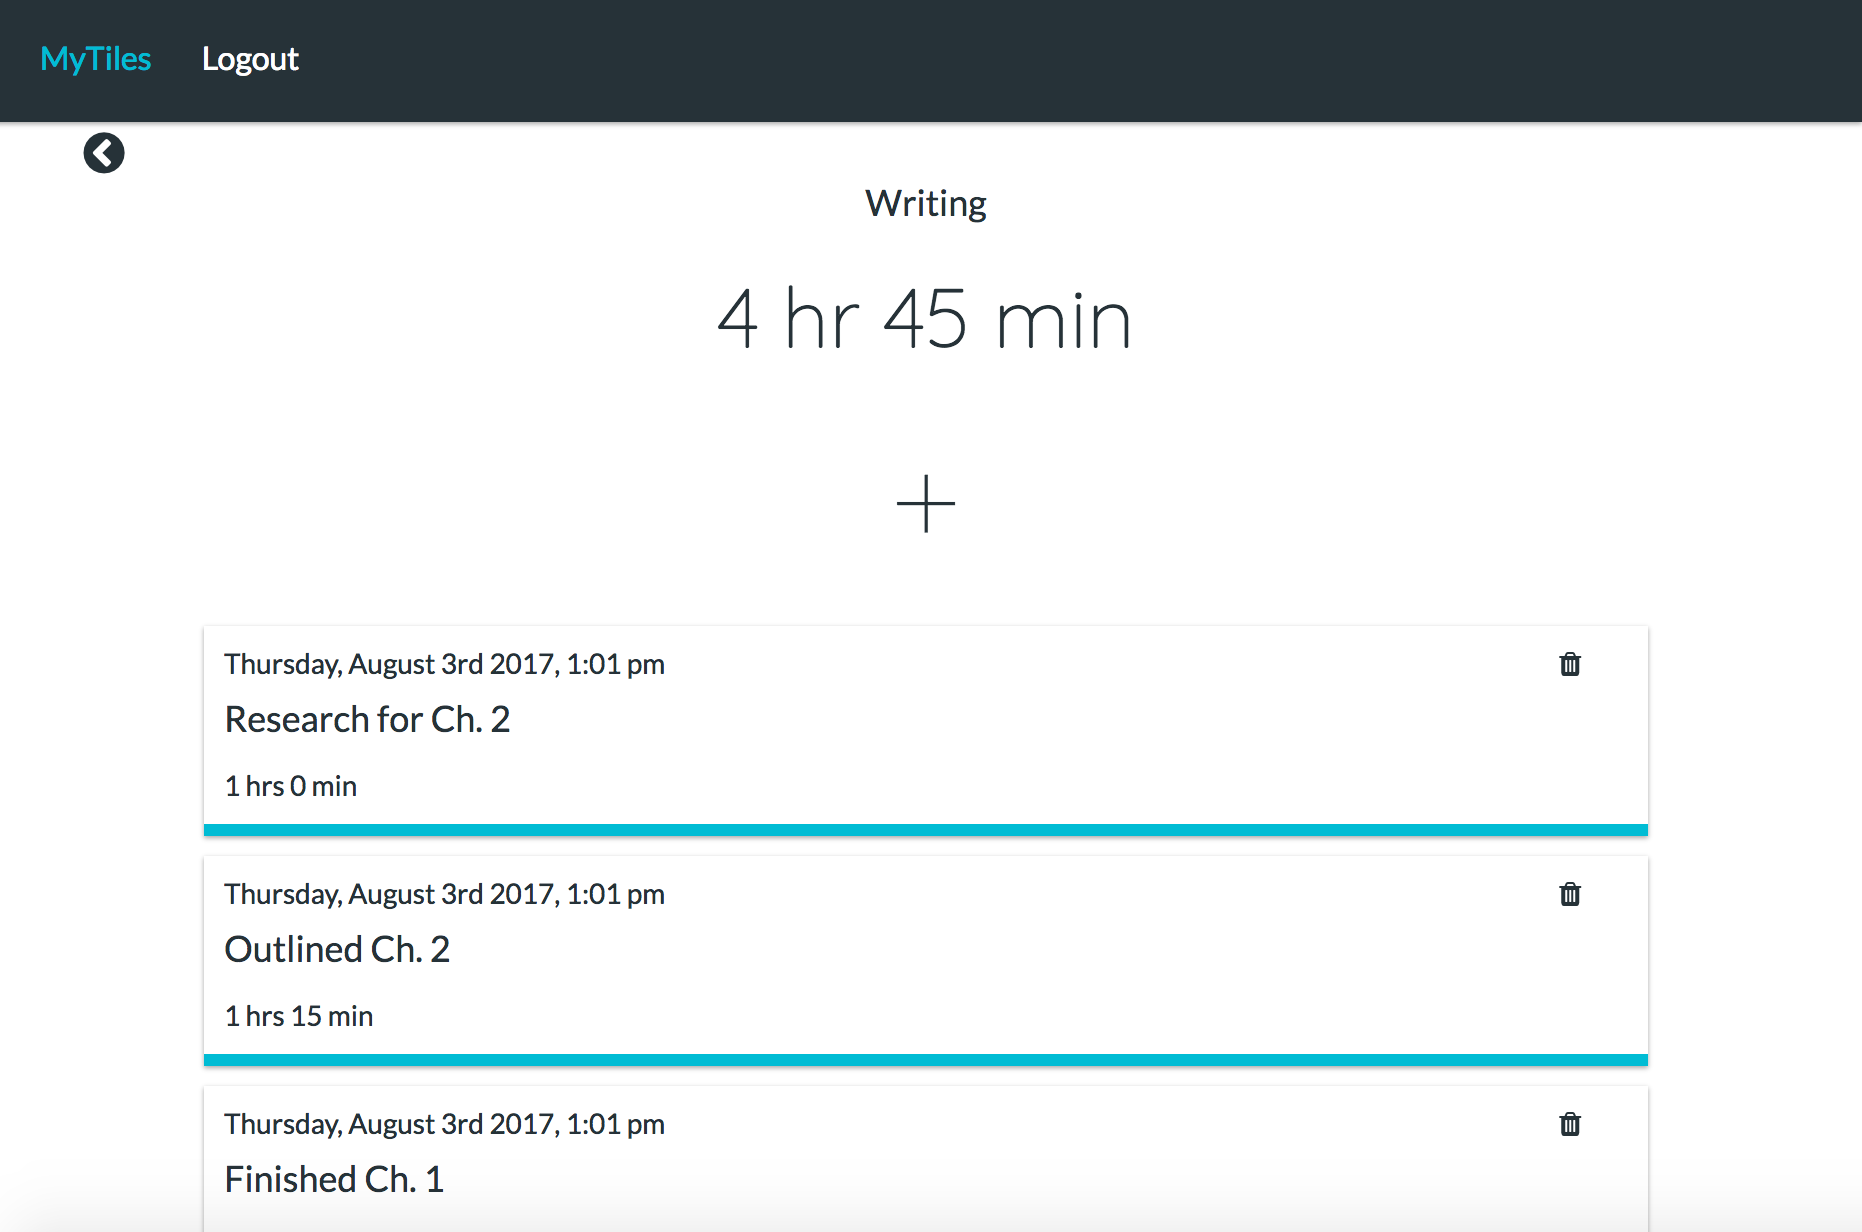 MyTiles Logout
Writing
4 hr 45 min
Thursday, August 3rd 2017, 1:01 pm
Research for Ch. 2
1 hrs 0 min
Thursday, August 3rd 2017, 1:01 pm
Outlined Ch. 2
1 hrs 15 min
Thursday, August 3rd 2017, 1:01 pm
Finished Ch. 1